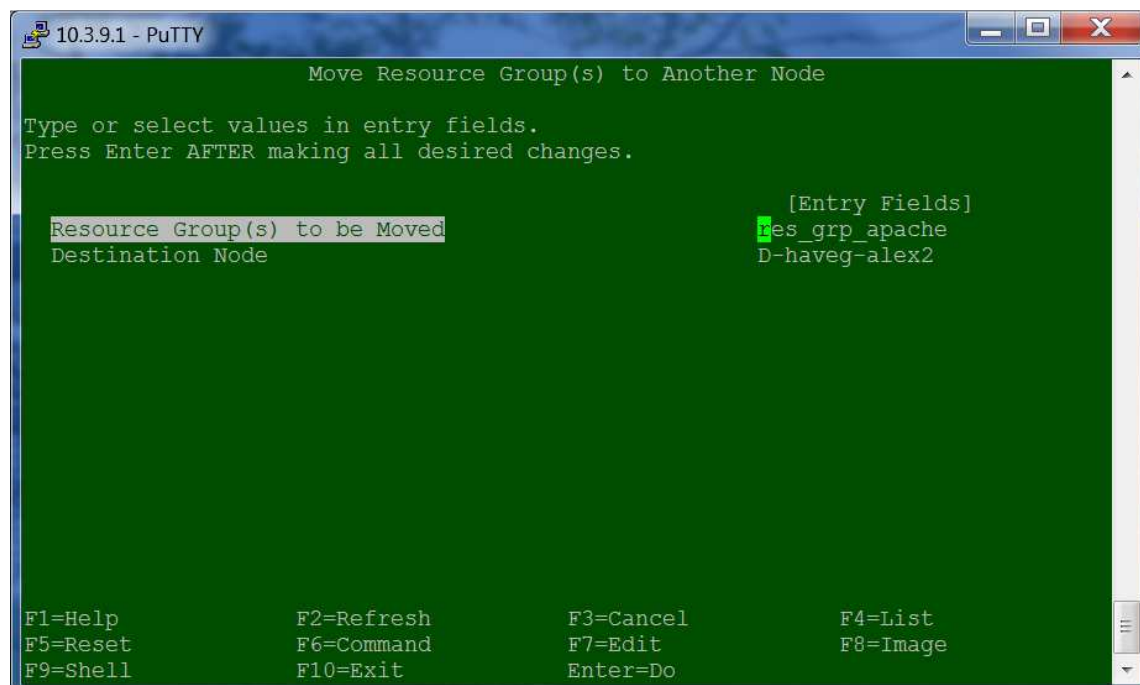 10.3.9.1 - PuTTY
Move Resource Group(s) to Another Node
Type or select values in entry fields.
Press Enter AFTER making all desired changes.
[Entry Fields]
Resource Group(s) to be Moved res_grp_apache
Destination Node D-haveg-alex2
F1=Help F2=Refresh F3=Cancel F4=List
F5=Reset F6=Command F7=Edit F8=Image
F9=Shell F10=Exit Enter=Do